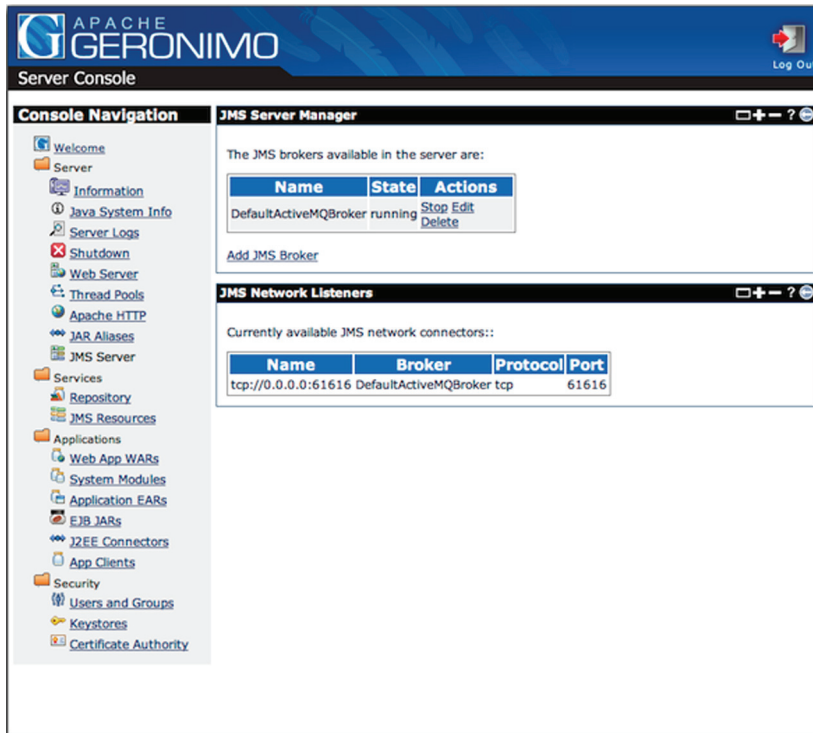 APACHE
GERONIMO
Log Out
Server Console
Console Navigation
Welcome
Server
Information
Java System Info
Server Logs
Shutdown
Web Server
Thread Pools
Apache HTTP
JAR Aliases
JMS Server
Services
Repository
JMS Resources
Applications
Web App WARs
System Modules
Application EARs
EJB JARs
J2EE Connectors
App Clients
Security
Users and Groups
Keystores
Certificate Authority
JMS Server Manager
The JMS brokers available in the server are:
Name State Actions
DefaultActiveMQBroker running Stop Edit
Delete
Add JMS Broker
JMS Network Listeners
Currently available JMS network connectors::
Name Broker Protocol Port
tcp://0.0.0.0:61616 DefaultActiveMQBroker tcp 61616